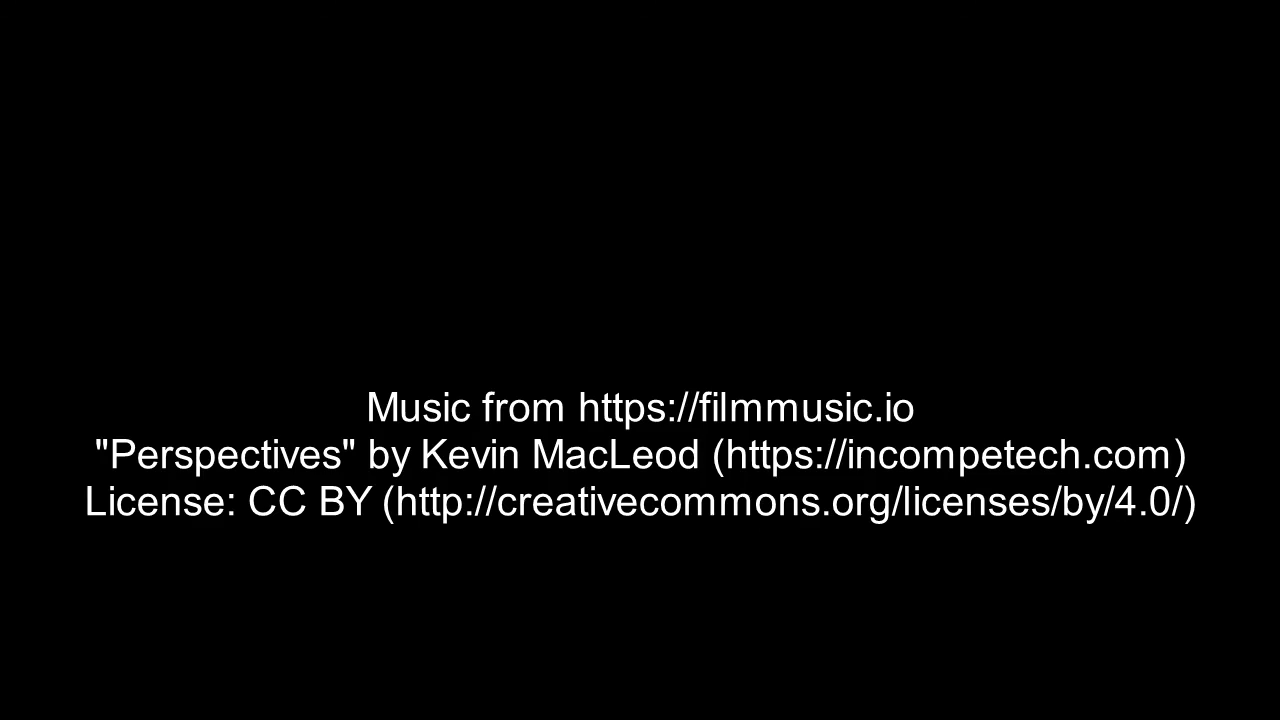 Music from https://filmmusic.io
"Perspectives" by Kevin MacLeod (https://incompetech.com)
License: CC BY (http://creativecommons.org/licenses/by/4.0/)